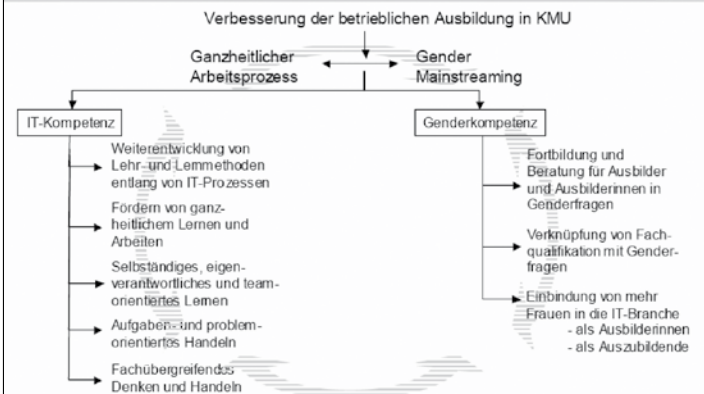 Verbesserung der betrieblichen Ausbildung in KMU
Ganzheitlicher
Arbeitsprozess
Gender
Mainstreaming
IT-Kompetenz
Weiterentwicklung von
Lehr- und Lernmethoden
entlang von IT-Prozessen
Fördern von ganz-
heitlichem Lernen und
Arbeiten
Selbständiges, eigen-
verantwortliches und team-
orientiertes Lernen
Aufgaben- und problem-
orientiertes Handeln
Fachübergreifendes
Denken und Handeln
Genderkompetenz
Fortbildung und
Beratung für Ausbilder
und Ausbilderinnen in
Genderfragen
Verknüpfung von Fach-
qualifikation mit Gender-
fragen
Einbindung von mehr
Frauen in die IT-Branche
- als Ausbilderinnen
- als Auszubildende